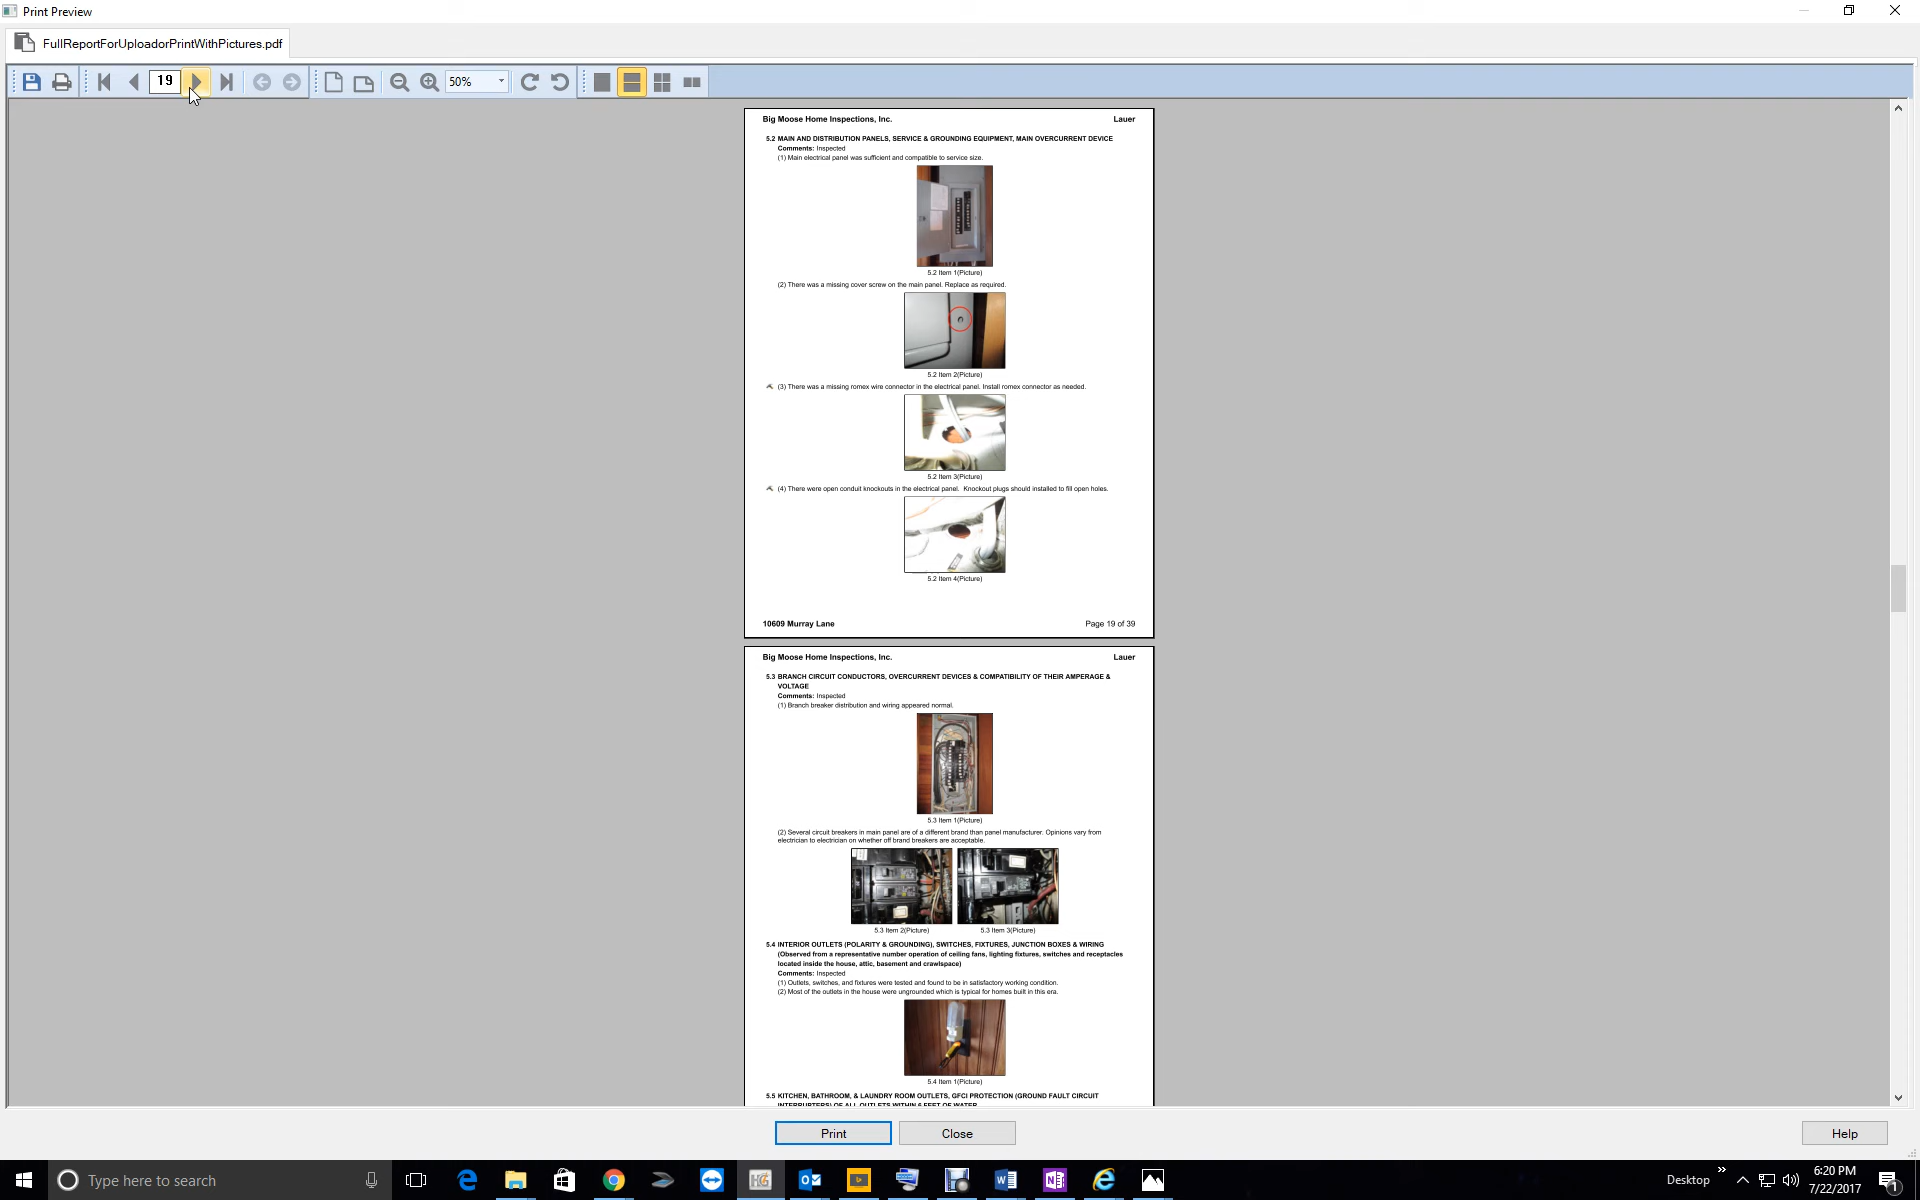 Print Preview
FullReportForUploadorPrintWithPictures.pdf
19
50%
Big Moose Home Inspections, Inc. Lauer
5.2 MAIN AND DISTRIBUTION PANELS, SERVICE & GROUNDING EQUIPMENT, MAIN OVERCURRENT DEVICE
Comments: Inspected
(1) Main electrical panel was sufficient and compatible to service size.
5.2 Item 1(Picture)
(2) There was a missing cover screw on the main panel. Replace as required.
5.2 Item 2(Picture)
(3) There was a missing romex wire connector in the electrical panel. Install romex connector as needed.
5.2 Item 3(Picture)
(4) There were open conduit knockouts in the electrical panel. Knockout plugs should installed to fill open holes.
5.2 Item 4(Picture)
10609 Murray Lane Page 19 of 39
Big Moose Home Inspections, Inc. Lauer
5.3 BRANCH CIRCUIT CONDUCTORS, OVERCURRENT DEVICES & COMPATIBILITY OF THEIR AMPERAGE &
VOLTAGE
Comments: Inspected
(1) Branch breaker distribution and wiring appeared normal.
5.3 Item 1(Picture)
(2) Several circuit breakers in main panel are of a different brand than panel manufacturer. Opinions vary from
electrician to electrician on whether off brand breakers are acceptable.
5.3 Item 2(Picture) 5.3 Item 3(Picture)
5.4 INTERIOR OUTLETS (POLARITY & GROUNDING), SWITCHES, FIXTURES, JUNCTION BOXES & WIRING
(Observed from a representative number operation of ceiling fans, lighting fixtures, switches and receptacles
located inside the house, attic, basement and crawlspace)
Comments: Inspected
(1) Outlets, switches, and fixtures were tested and found to be in satisfactory working condition.
(2) Most of the outlets in the house were ungrounded which is typical for homes built in this era.
5.4 Item 1(Picture)
5.5 KITCHEN, BATHROOM, & LAUNDRY ROOM OUTLETS, GFCI PROTECTION (GROUND FAULT CIRCUIT
INTERRUPTERS) OF ALL OUTLETS WITHIN 6 FEET OF WATER
Print Close Help
Type here to search
Desktop
6:20 PM
7/22/2017
1